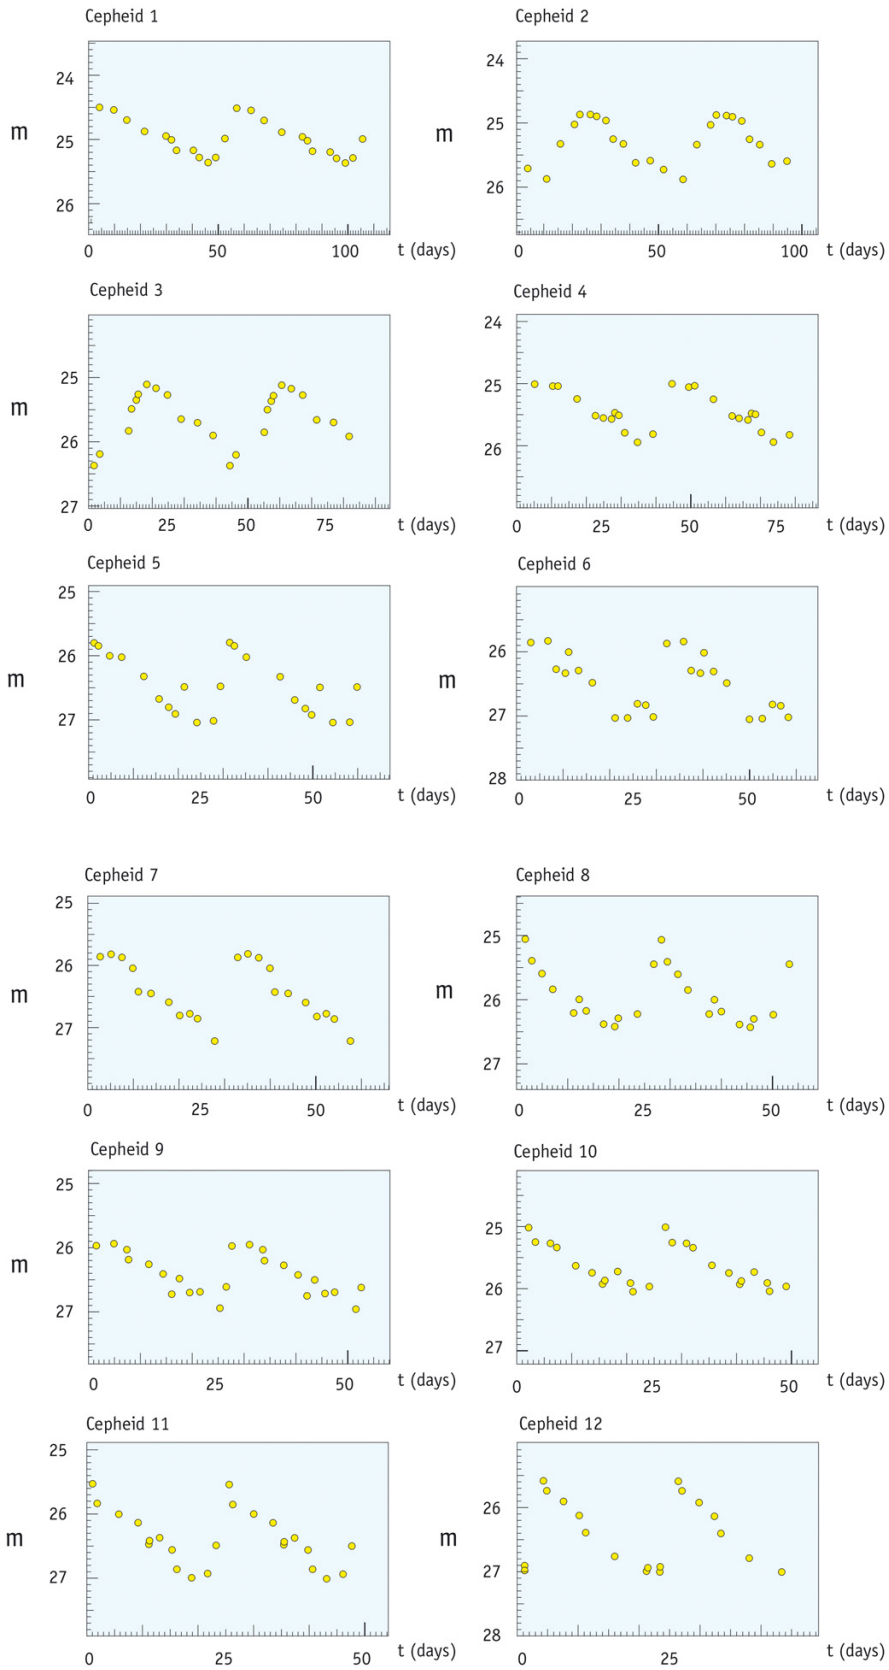 Cepheid 1
24
m
25
26
0 50 100 t (days)
Cepheid 2
24
m
25
26
0 50 100 t (days)
Cepheid 3
25
m
26
27
0 25 50 75 t (days)
Cepheid 4
24
25
26
0 25 50 75 t (days)
Cepheid 5
25
26
m
27
0 25 50 t (days)
Cepheid 6
26
m
27
28
0 25 50 t (days)
Cepheid 7
25
26
m
27
0 25 50 t (days)
Cepheid 8
25
m
26
27
0 25 50 t (days)
Cepheid 9
25
26
m
27
0 25 50 t (days)
Cepheid 10
25
26
27
0 25 50 t (days)
Cepheid 11
25
26
m
27
0 25 50 t (days)
Cepheid 12
26
m
27
28
0 25 t (days)